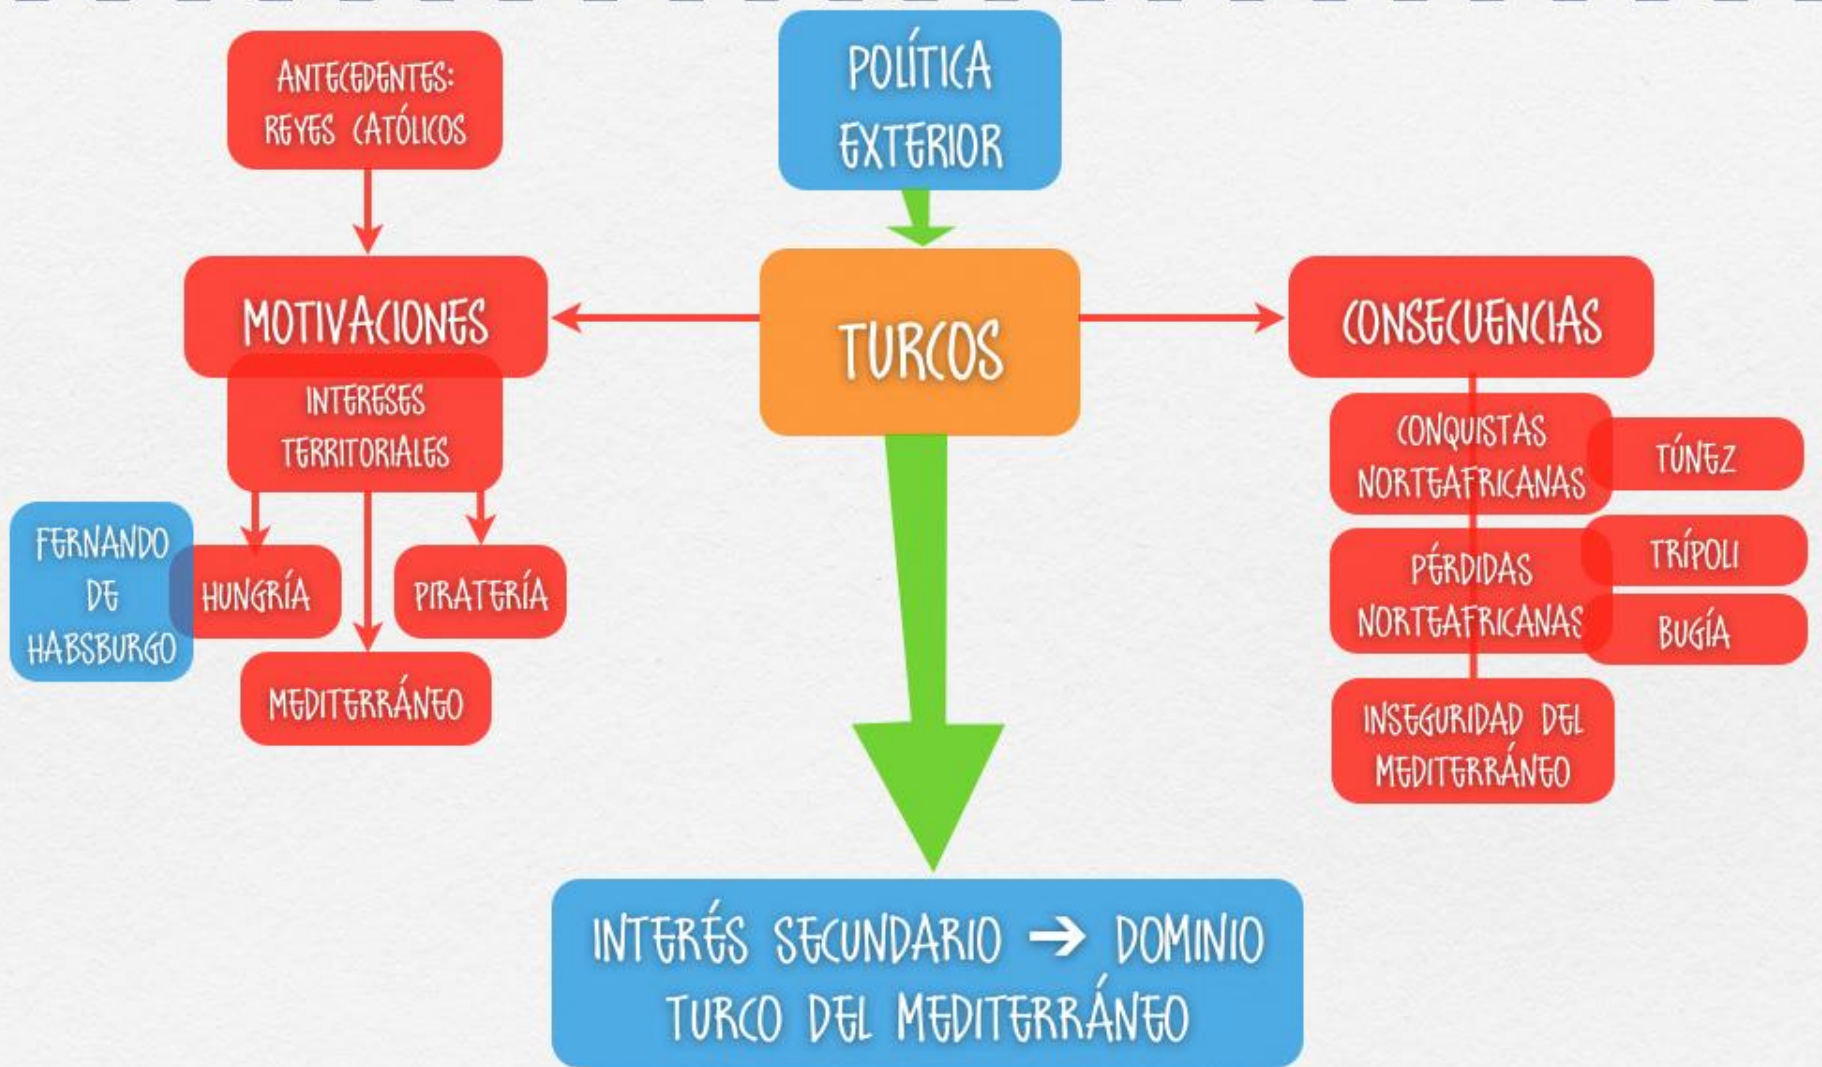 ANTECEDENTES:
REYES CATÓLICOS
POLÍTICA
EXTERIOR
MOTIVACIONES
TURCOS
CONSECUENCIAS
INTERESES
TERRITORIALES
FERNANDO
DE
HABSBURGO
HUNGRÍA
PIRATERÍA
MEDITERRÁNEO
CONQUISTAS
NORTEAFRICANAS
TÚNEZ
PÉRDIDAS
NORTEAFRICANAS
TRÍPOLI
BUGÍA
INSEGURIDAD DEL
MEDITERRÁNEO
INTERÉS SECUNDARIO ➔ DOMINIO
TURCO DEL MEDITERRÁNEO